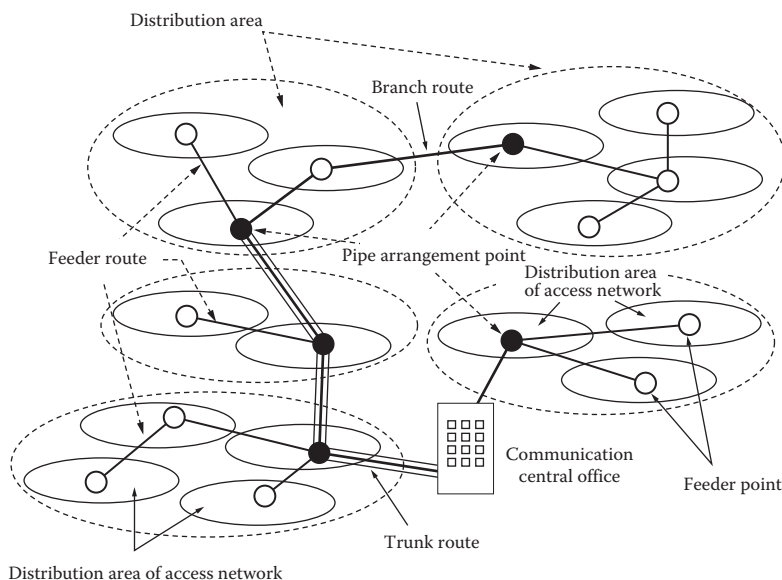 Distribution area
Branch route
Feeder route
Pipe arrangement point
Distribution area
of access network
Communication
central office
Feeder point
Trunk route
Distribution area of access network